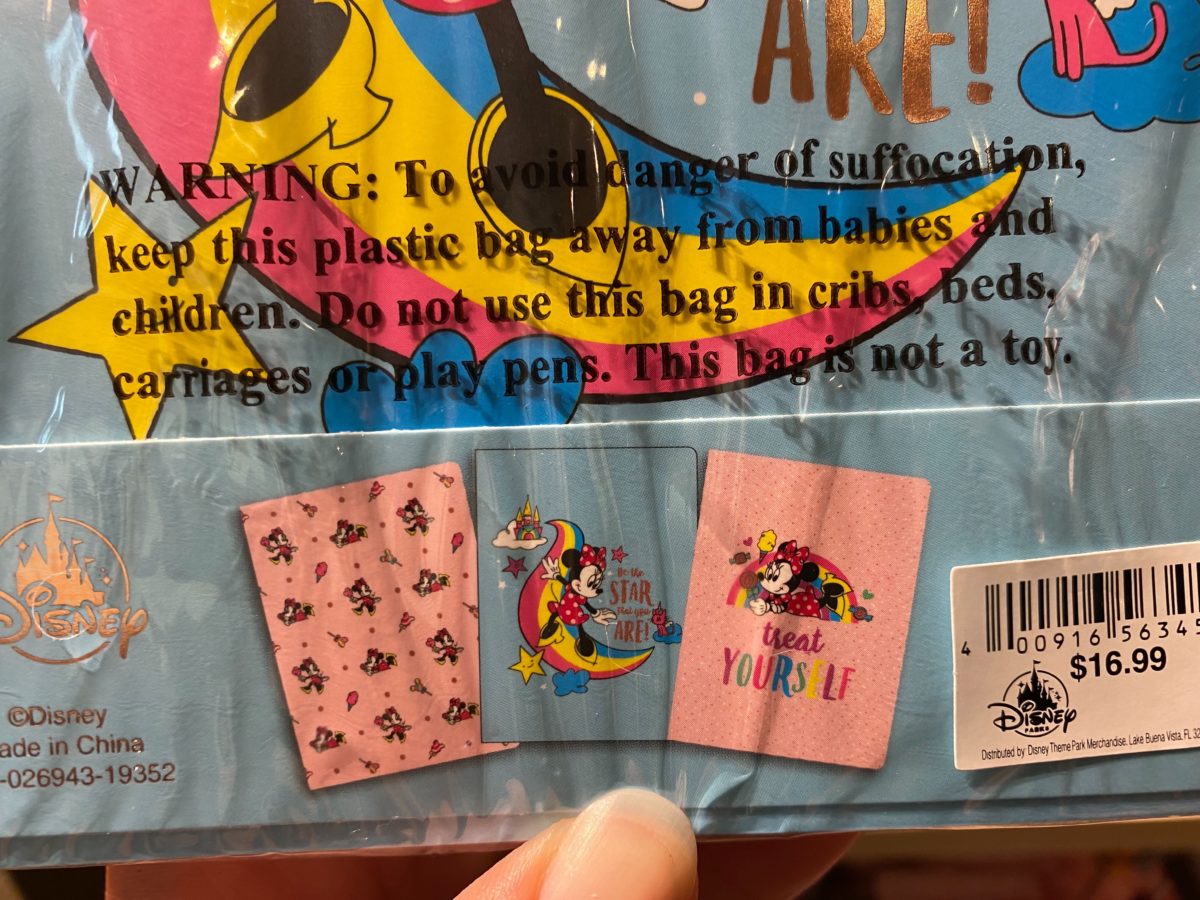 ARE!
WARNING: To avoid danger of suffocation,
keep this plastic bag away from babies and
children. Do not use this bag in cribs, beds,
carriages or play pens. This bag is not a toy.
Be the
STAR
that you
ARE!
treat
YOURSELF
Disney
©Disney
ade in China
-026943-19352
4 00916 56345
$16.99
Disney
PARKS
Distributed by Disney Theme Park Merchandise, Lake Buena Vista, FL 32